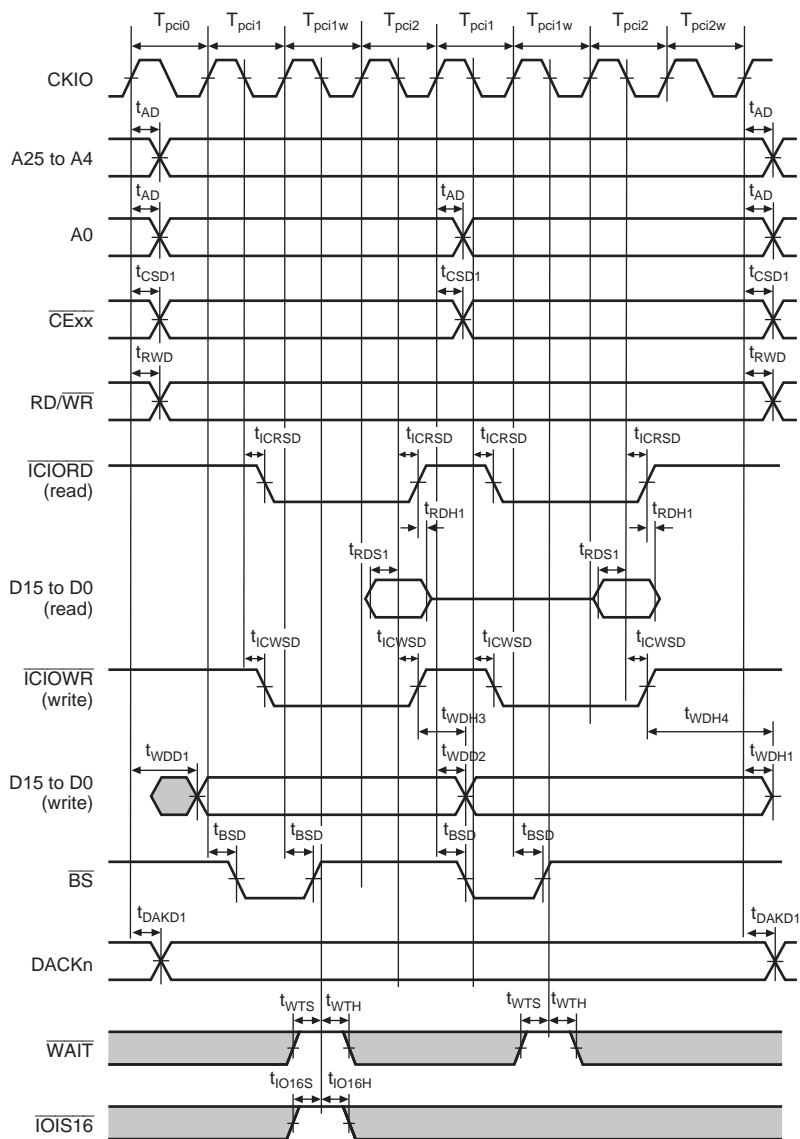 Tpci0 Tpci1 Tpci1w Tpci2 Tpci1 Tpci1w Tpci2 Tpci2w
CKIO
tAD tAD
A25 to A4
tAD tAD tAD
A0
tCSD1 tCSD1 tCSD1
CExx
tRWD tRWD
RD/WR
tICRSD tICRSD tICRSD tICRSD
ICIORD
(read)
tRDH1 tRDH1
tRDS1 tRDS1
D15 to D0
(read)
tICWSD tICWSD tICWSD tICWSD
ICIOWR
(write)
tWDH3 tWDH4
tWDD1 tWDD2 tWDH1
D15 to D0
(write)
tBSD tBSD tBSD tBSD
BS
tDAKD1 tDAKD1
DACKn
tWTS tWTH tWTS tWTH
WAIT
tIO16S tIO16H
IOIS16